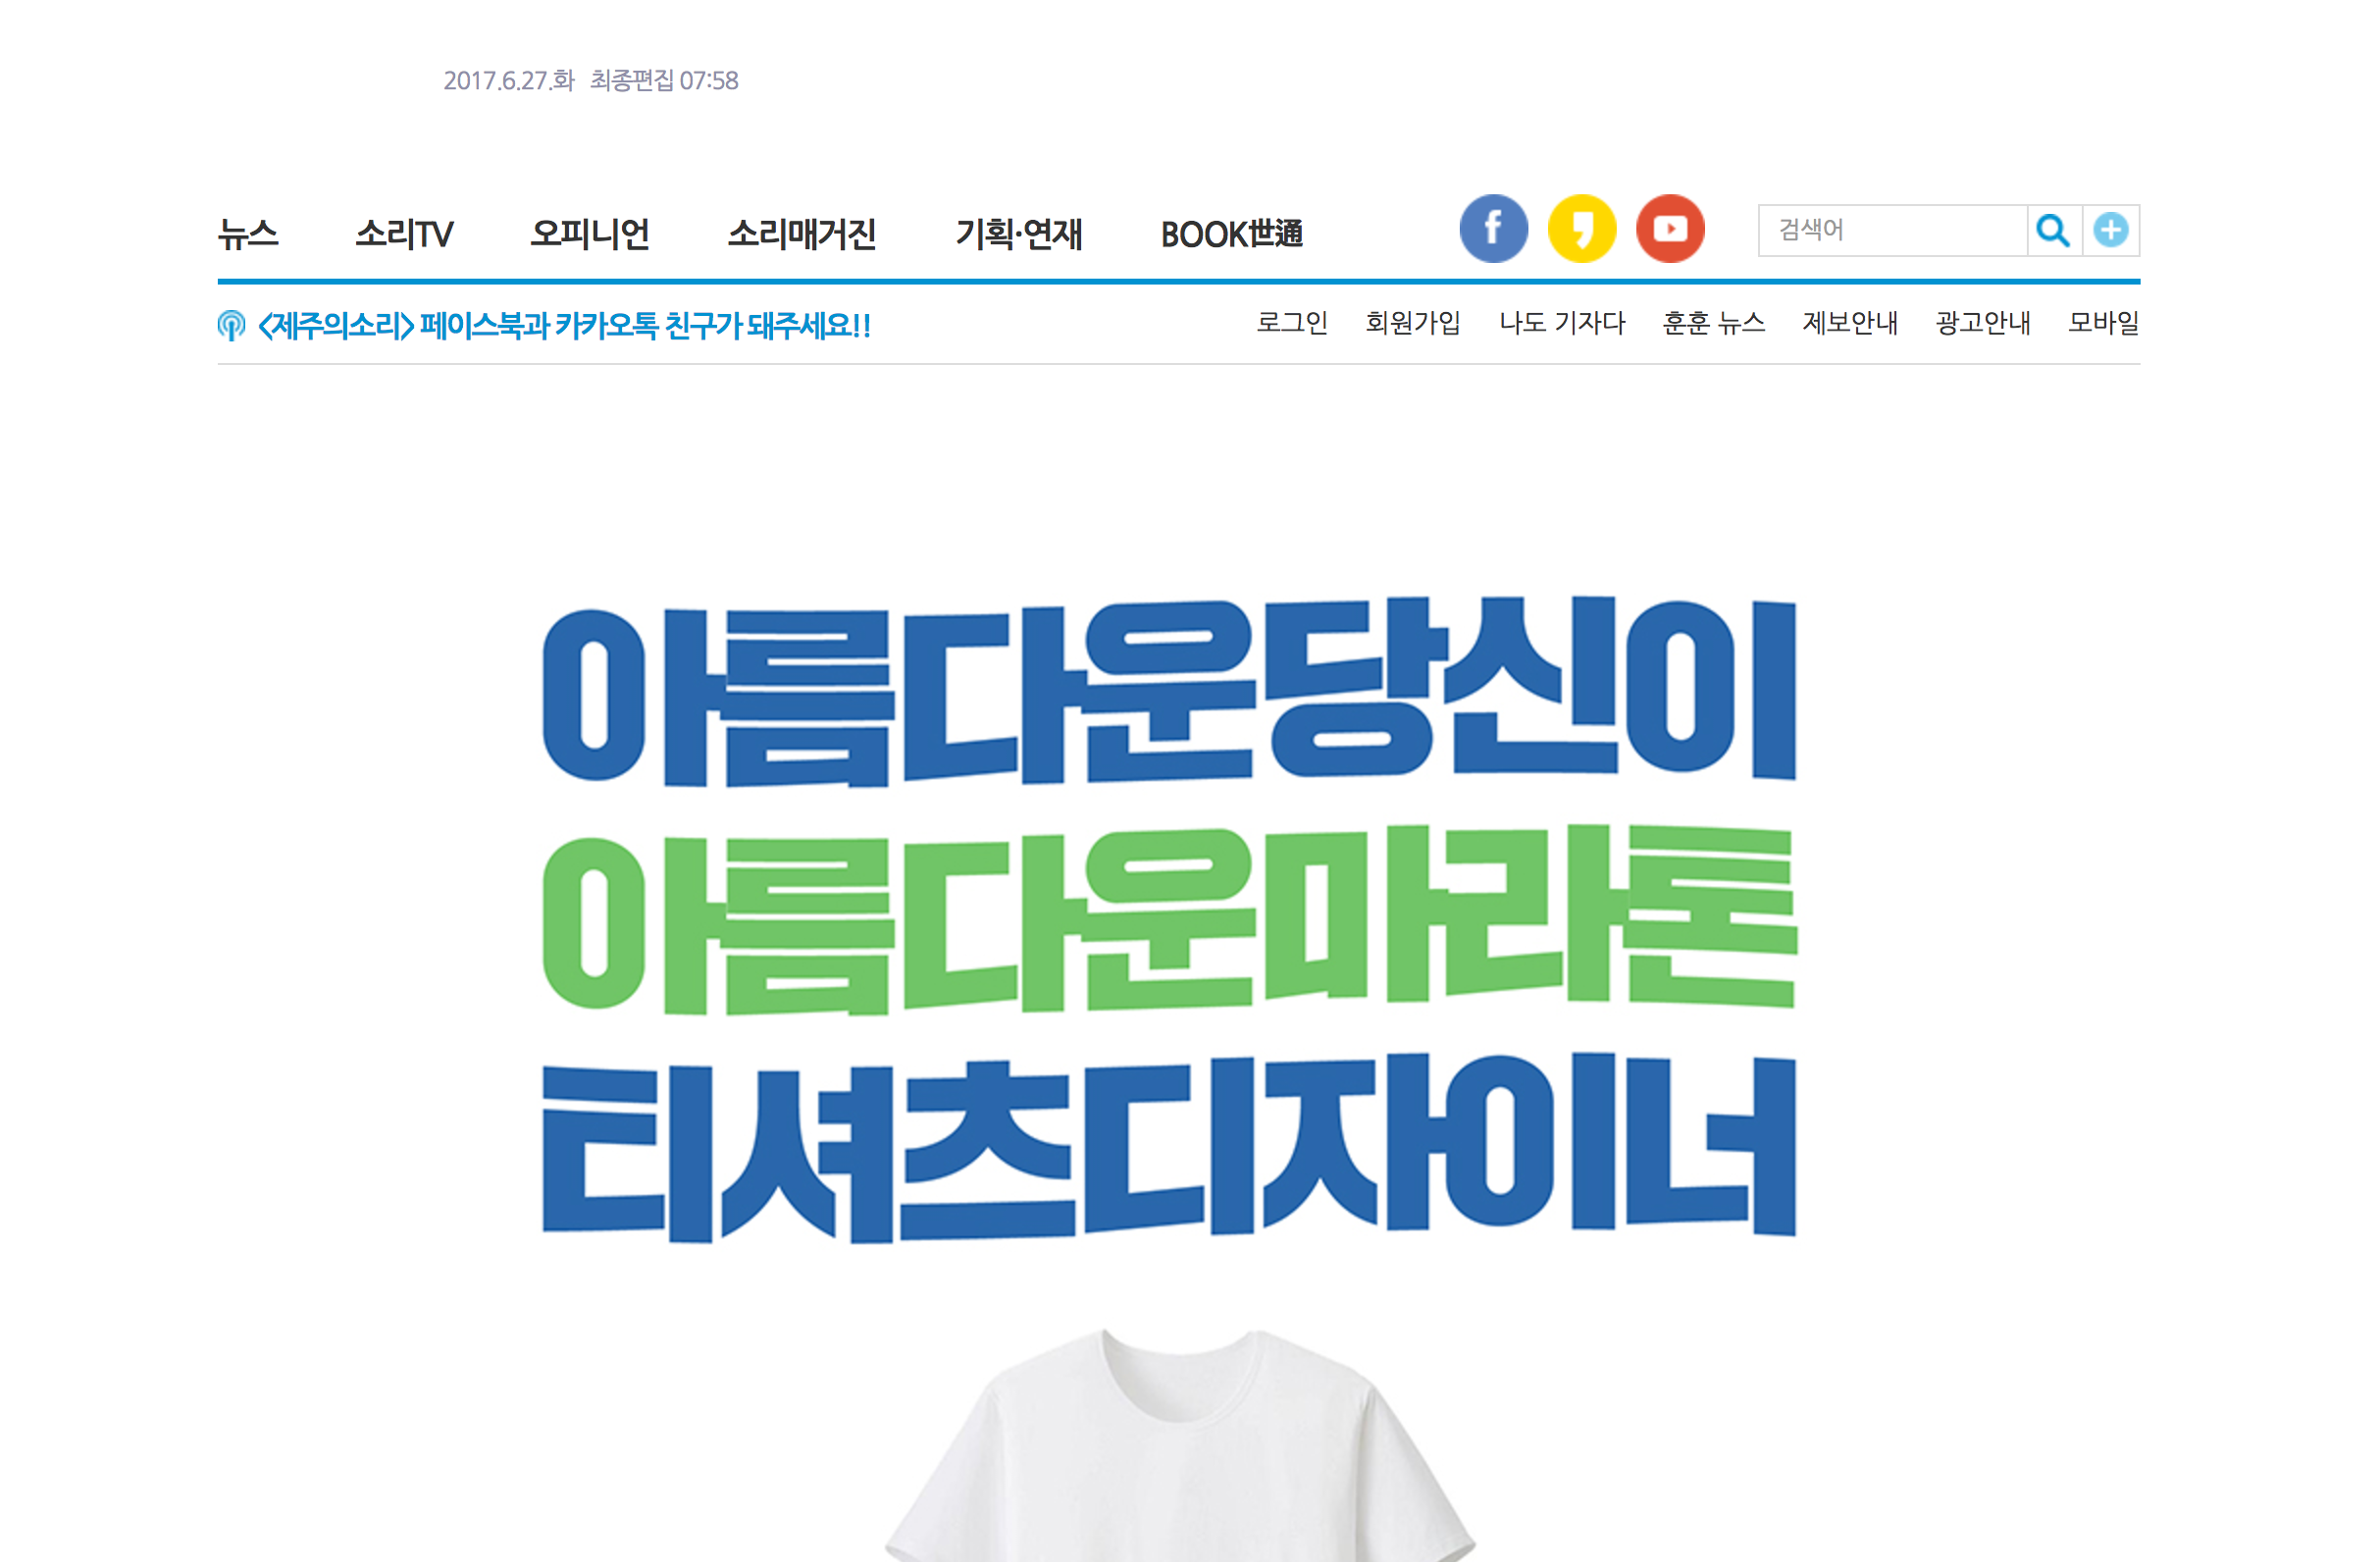 2017.6.27.화 최종편집 07:58
뉴스 소리TV 오피니언 소리매거진 기획·연재 BOOK世通 검색어
<제주의소리> 페이스북과 카카오톡 친구가 돼주세요!! 로그인 회원가입 나도 기자다 훈훈 뉴스 제보안내 광고안내 모바일
아름다운당신이
아름다운마라톤
티셔츠디자이너